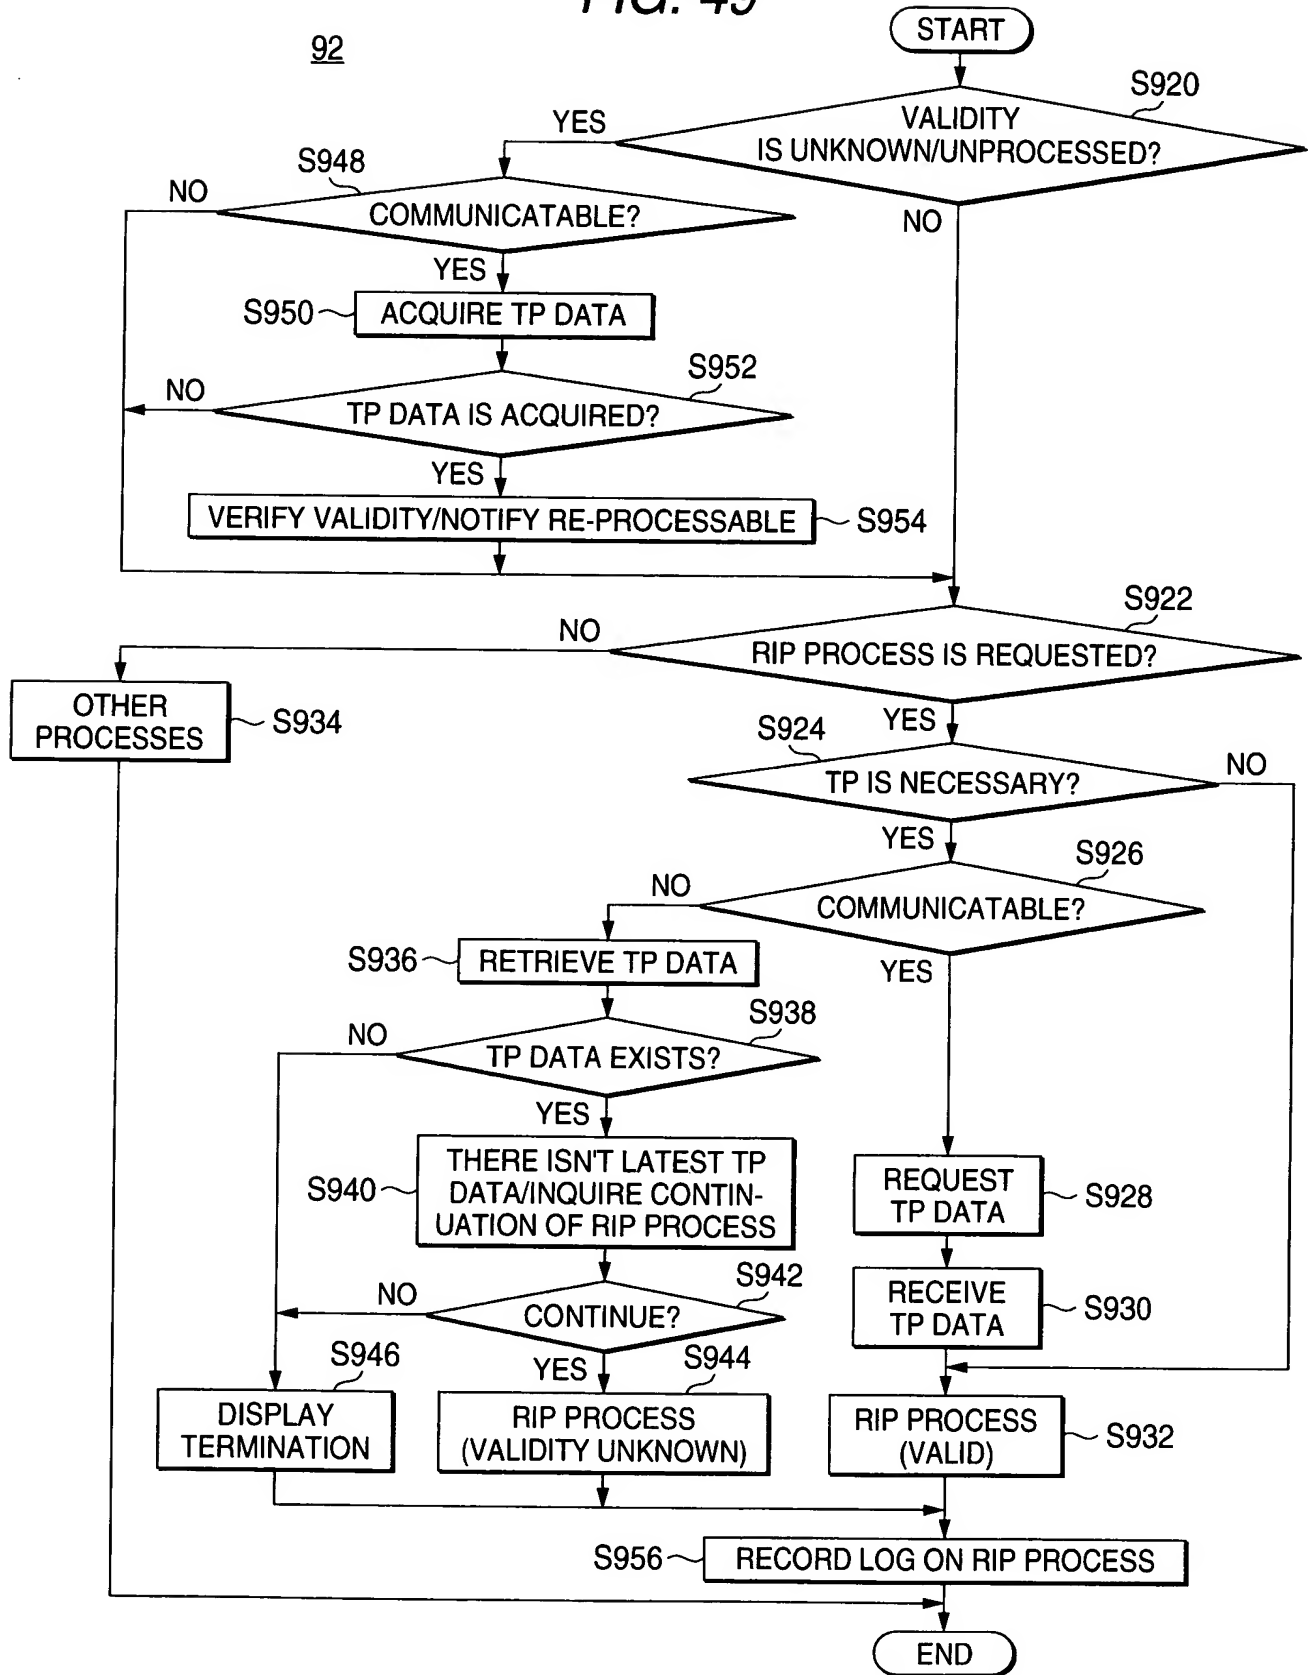 FIG. 49
92
START
S920
VALIDITY
IS UNKNOWN/UNPROCESSED?
YES
NO
S948
COMMUNICATABLE?
NO
YES
S950
ACQUIRE TP DATA
S952
TP DATA IS ACQUIRED?
NO
YES
VERIFY VALIDITY/NOTIFY RE-PROCESSABLE
S954
S922
RIP PROCESS IS REQUESTED?
NO
YES
OTHER
PROCESSES
S934
S924
TP IS NECESSARY?
NO
YES
S926
COMMUNICATABLE?
NO
YES
S936
RETRIEVE TP DATA
S938
TP DATA EXISTS?
NO
YES
S940
THERE ISN'T LATEST TP
DATA/INQUIRE CONTIN-
UATION OF RIP PROCESS
REQUEST
TP DATA
S928
S942
CONTINUE?
NO
YES
RECEIVE
TP DATA
S930
S946
DISPLAY
TERMINATION
S944
RIP PROCESS
(VALIDITY UNKNOWN)
RIP PROCESS
(VALID)
S932
S956
RECORD LOG ON RIP PROCESS
END